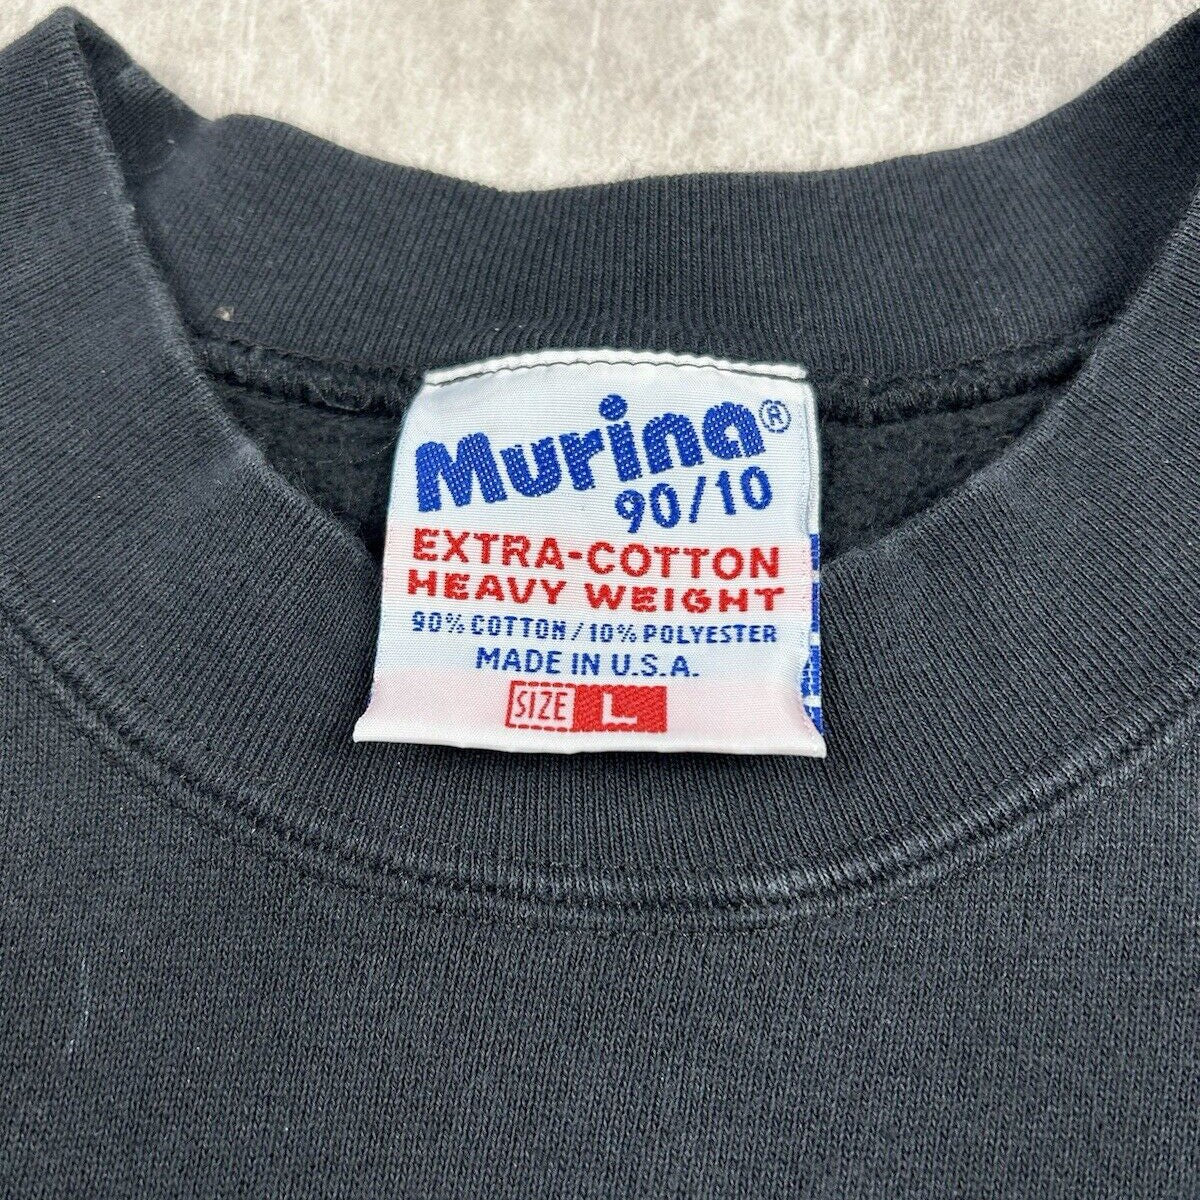 Murina®
90/10
EXTRA-COTTON
HEAVY WEIGHT
90% COTTON/10% POLYESTER
MADE IN U.S.A.
SIZE L